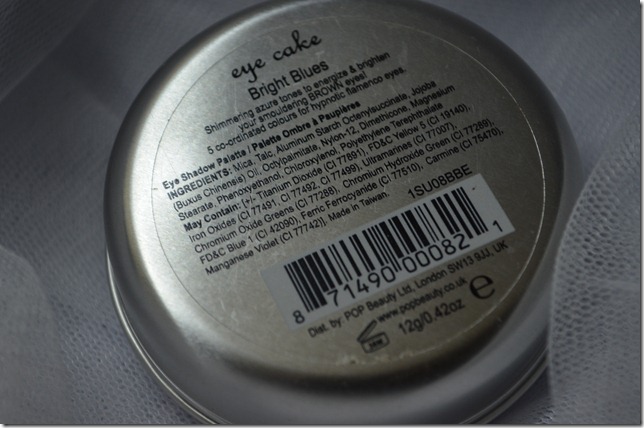 eye cake
Bright Blues
Shimmering azure tones to energize & brighten
your smouldering BROWN eyes!
5 co-ordinated colours for hypnotic flamenco eyes.
Eye Shadow Palette / Palette Ombre à Paupières
INGREDIENTS: Mica, Talc, Aluminum Starch Octenylsuccinate, Jojoba
(Buxus Chinensis) Oil, Octylpalmitate, Nylon-12, Dimethicone, Magnesium
Stearate, Phenoxyethanol, Chloroxylenol, Polyethylene Terephthlate
May Contain: [+/- Titanium Dioxide (CI 77891), FD&C Yellow 5 (CI 19140),
Iron Oxides (CI 77491, CI 77492, CI 77499), Ultramarines (CI 77007),
Chromium Oxide Greens (CI 77288), Chromium Hydroxide Green (CI 77289),
FD&C Blue 1 (CI 42090), Ferric Ferrocyanide (CI 77510), Carmine (CI 75470),
Manganese Violet (CI 77742)]. Made in Taiwan.
1SU08BBE
8 71490 00082 1
Dist. by: POP Beauty Ltd, London SW13 9JJ, UK
www.popbeauty.co.uk
12g/0.42oz e